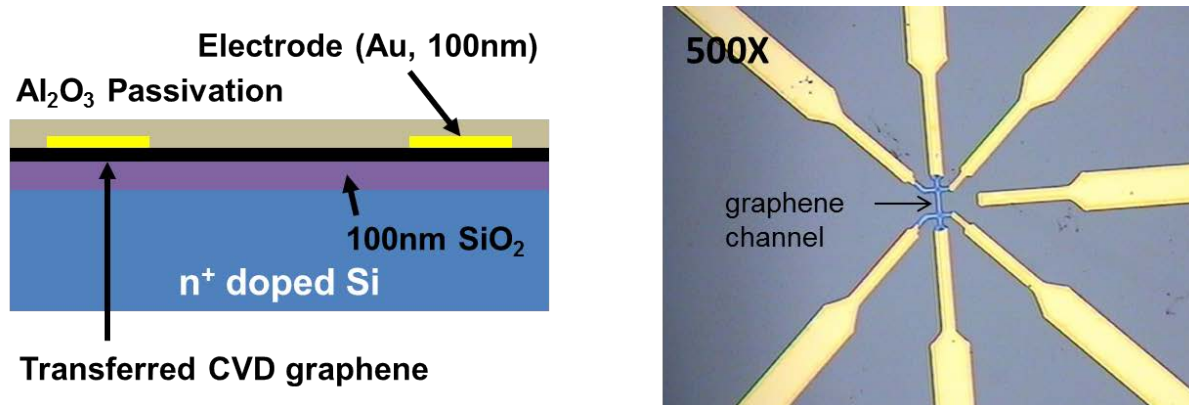 Electrode (Au, 100nm)
Al₂O₃ Passivation
100nm SiO₂
n⁺ doped Si
Transferred CVD graphene
500X
graphene
channel